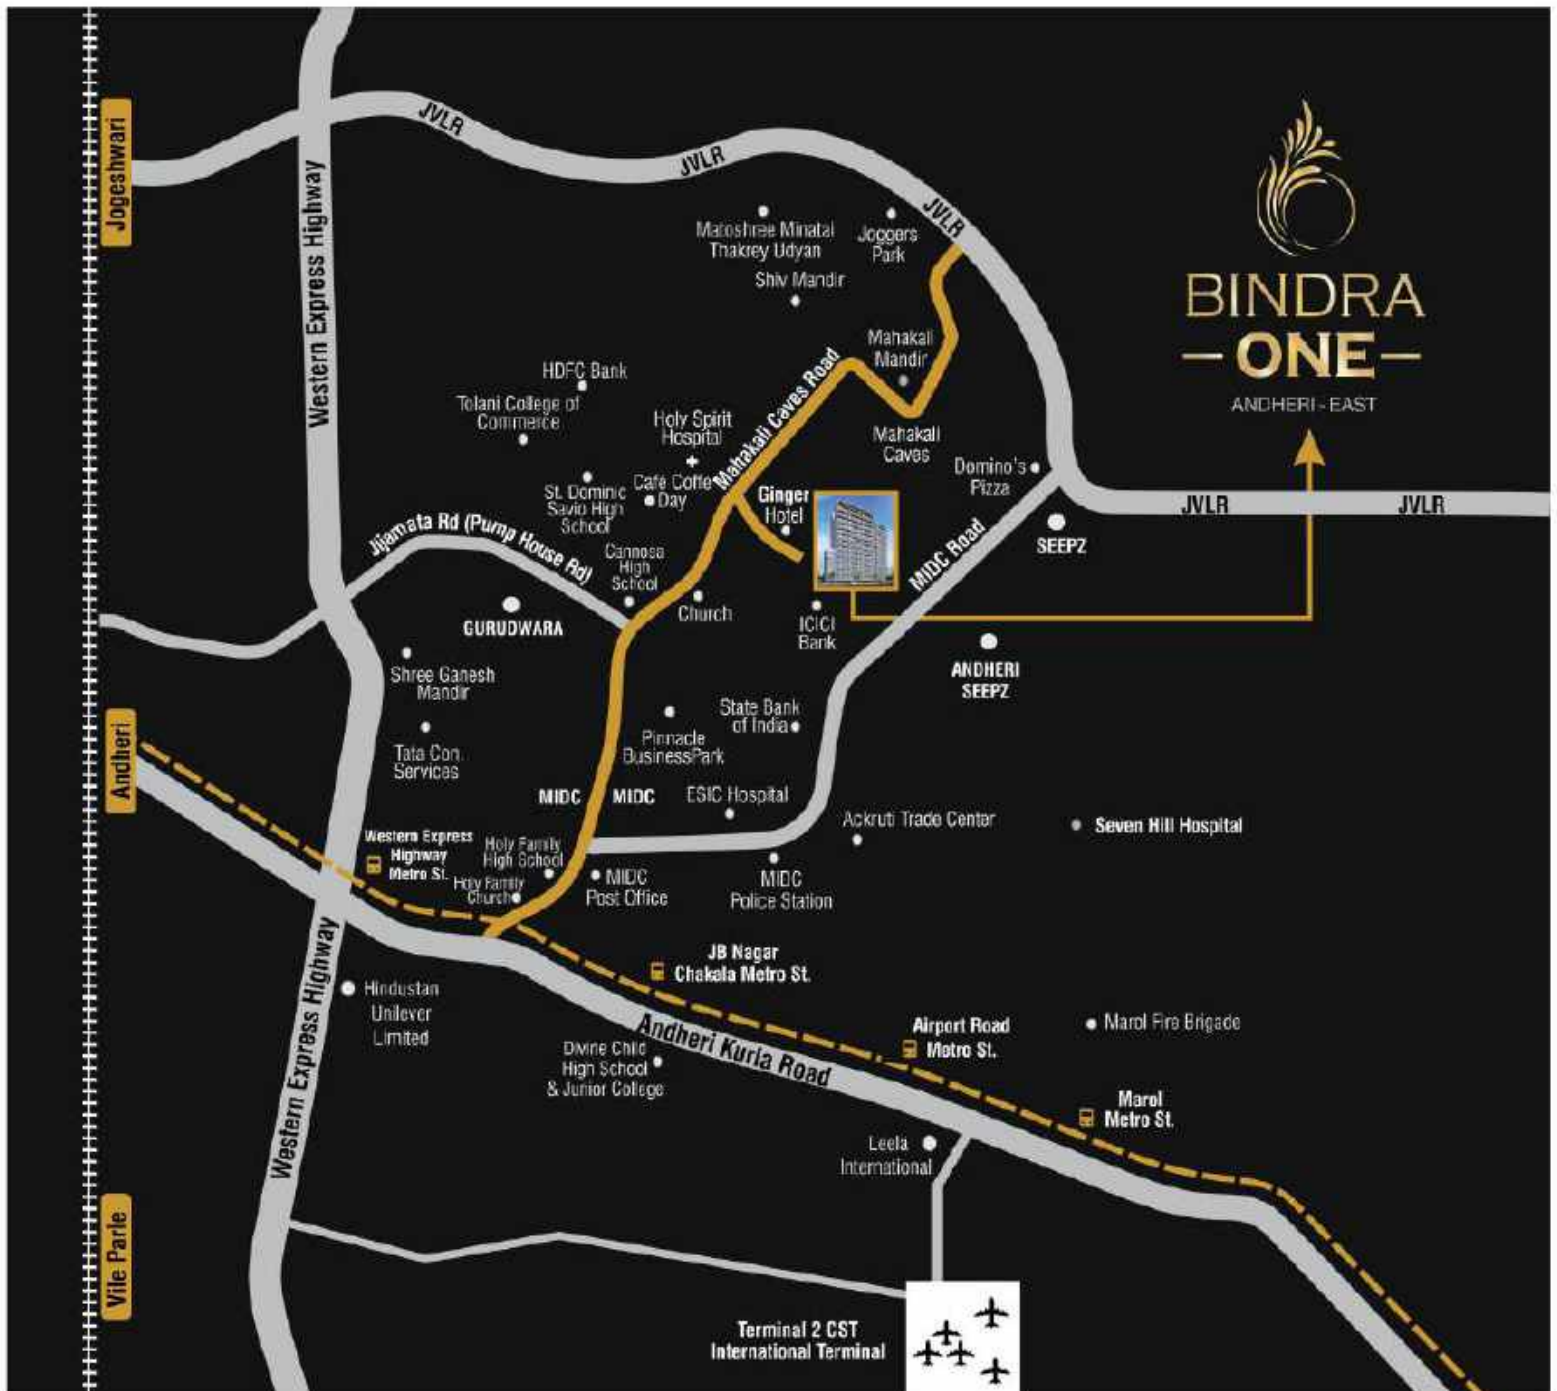 Jogeshwari
Western Express Highway
JVLR
JVLR
JVLR
BINDRA
ONE
ANDHERI - EAST
Matoshree Minatai
Thakrey Udyan
Joggers
Park
Shiv Mandir
Mahakali
Mandir
HDFC Bank
Tolani College of
Commerce
Holy Spirit
Hospital
Mahakali Caves Road
Mahakali
Caves
Domino's
Pizza
St. Dominic
Savio High
School
Café Coffe
Day
Ginger
Hotel
JVLR
JVLR
SEEPZ
MIDC Road
Jijamata Rd (Pump House Rd)
Cannosa
High
School
Church
GURUDWARA
ICICI
Bank
ANDHERI
SEEPZ
Shree Ganesh
Mandir
Andheri
Tata Con.
Services
Pinnacle
BusinessPark
State Bank
of India
MIDC
MIDC
ESIC Hospital
Ackruti Trade Center
Seven Hill Hospital
Western Express
Highway
Metro St.
Holy Family
High School
Holy Family
Church
MIDC
Post Office
MIDC
Police Station
JB Nagar
Chakala Metro St.
Western Express Highway
Hindustan
Unilever
Limited
Andheri Kurla Road
Airport Road
Metro St.
Marol Fire Brigade
Divine Child
High School
& Junior College
Marol
Metro St.
Leela
International
Vile Parle
Terminal 2 CST
International Terminal